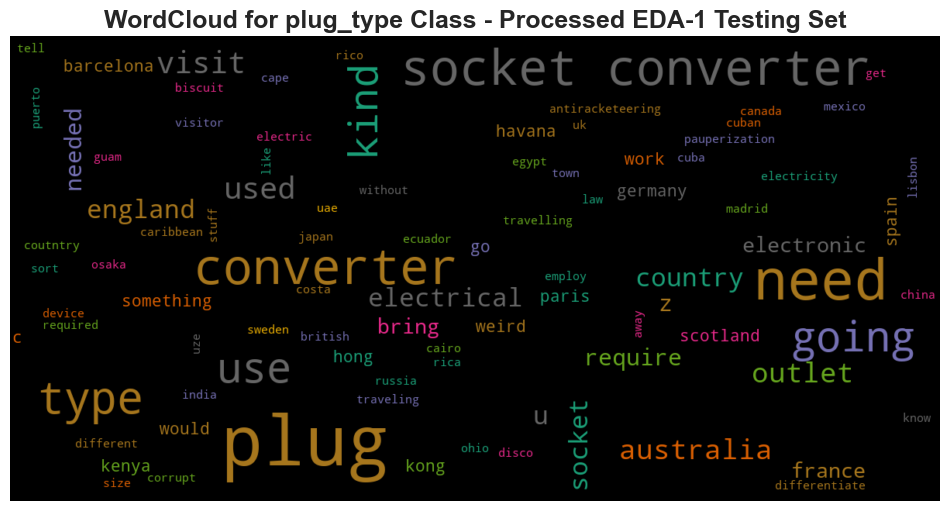 WordCloud for plug_type Class - Processed EDA-1 Testing Set
tell
barcelona
visit
rico
socket converter
get
biscuit
cape
kind
puerto
needed
visitor
electric
antiracketeering
canada
mexico
havana
uk
cuban
pauperization
guam
like
egypt
town
work
cuba
electricity
lisbon
used
without
germany
england
uae
law
madrid
travelling
spain
stuff
caribbean
japan
ecuador
go
electronic
coutntry
sort
osaka
converter
employ
country
need
costa
electrical
paris
z
china
something
device
required
sweden
british
bring
weird
away
scotland
going
c
uze
hong
cairo
rica
require
use
russia
outlet
type
india
traveling
plug
u
socket
know
would
different
kenya
corrupt
size
kong
ohio
disco
australia
france
differentiate